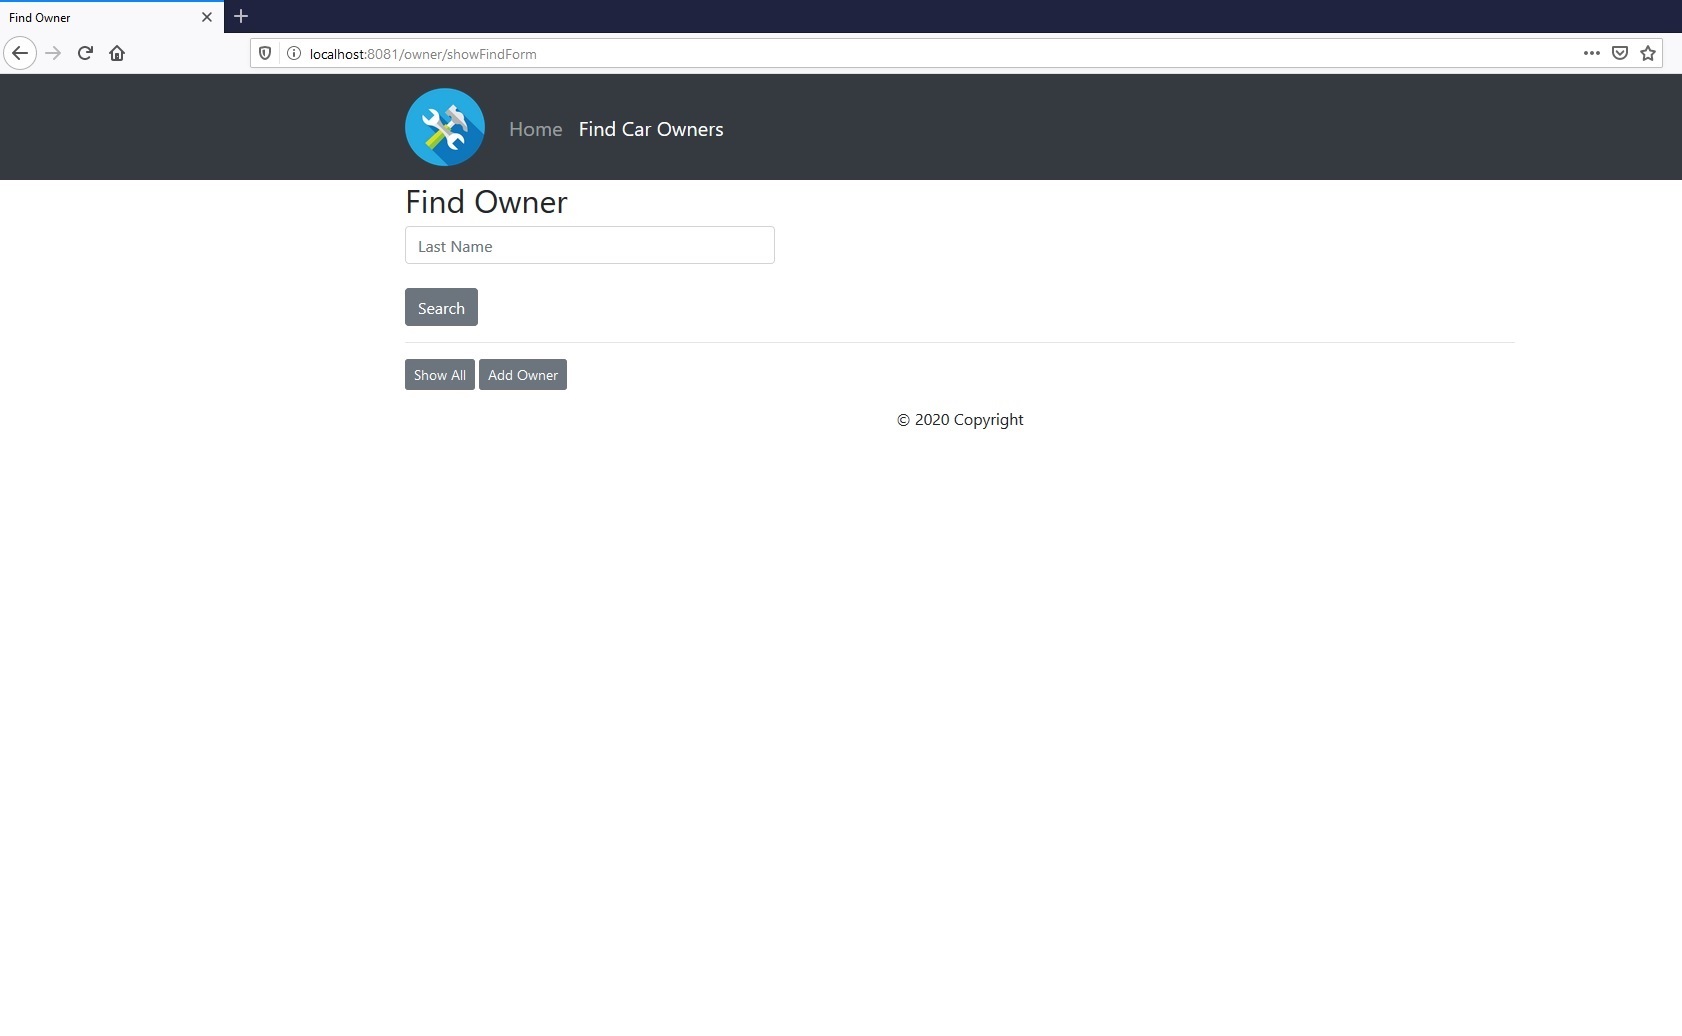 Find Owner
localhost:8081/owner/showFindForm
Home Find Car Owners
Find Owner
Last Name
Search
Show All Add Owner
© 2020 Copyright